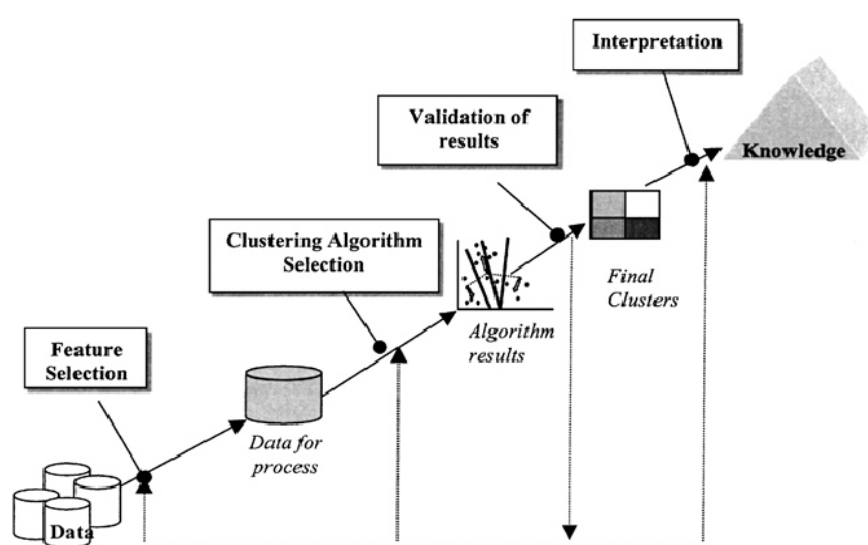 Interpretation
Validation of
results
Knowledge
Clustering Algorithm
Selection
Final
Clusters
Algorithm
results
Feature
Selection
Data for
process
Data